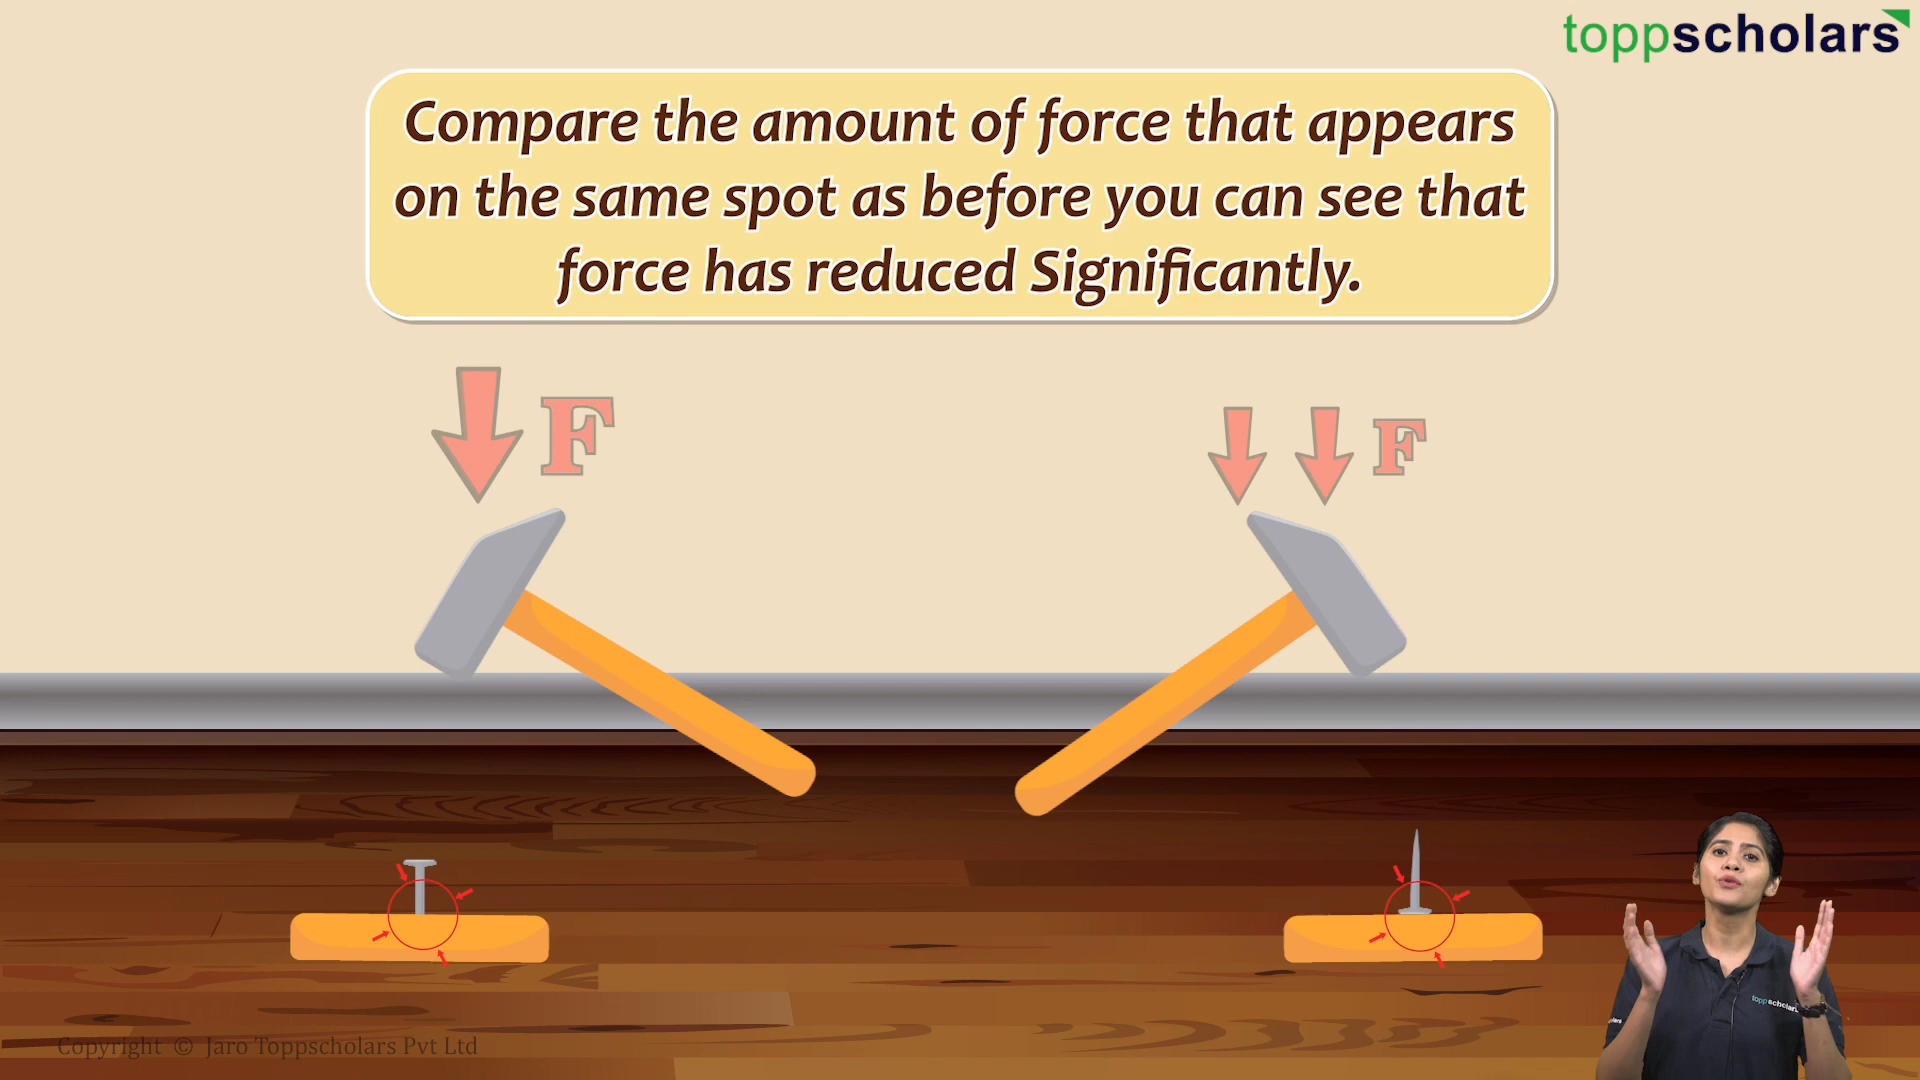 toppscholars
Compare the amount of force that appears
on the same spot as before you can see that
force has reduced Significantly.
F
F
toppscholars
Copyright © Jaro Toppscholars Pvt Ltd